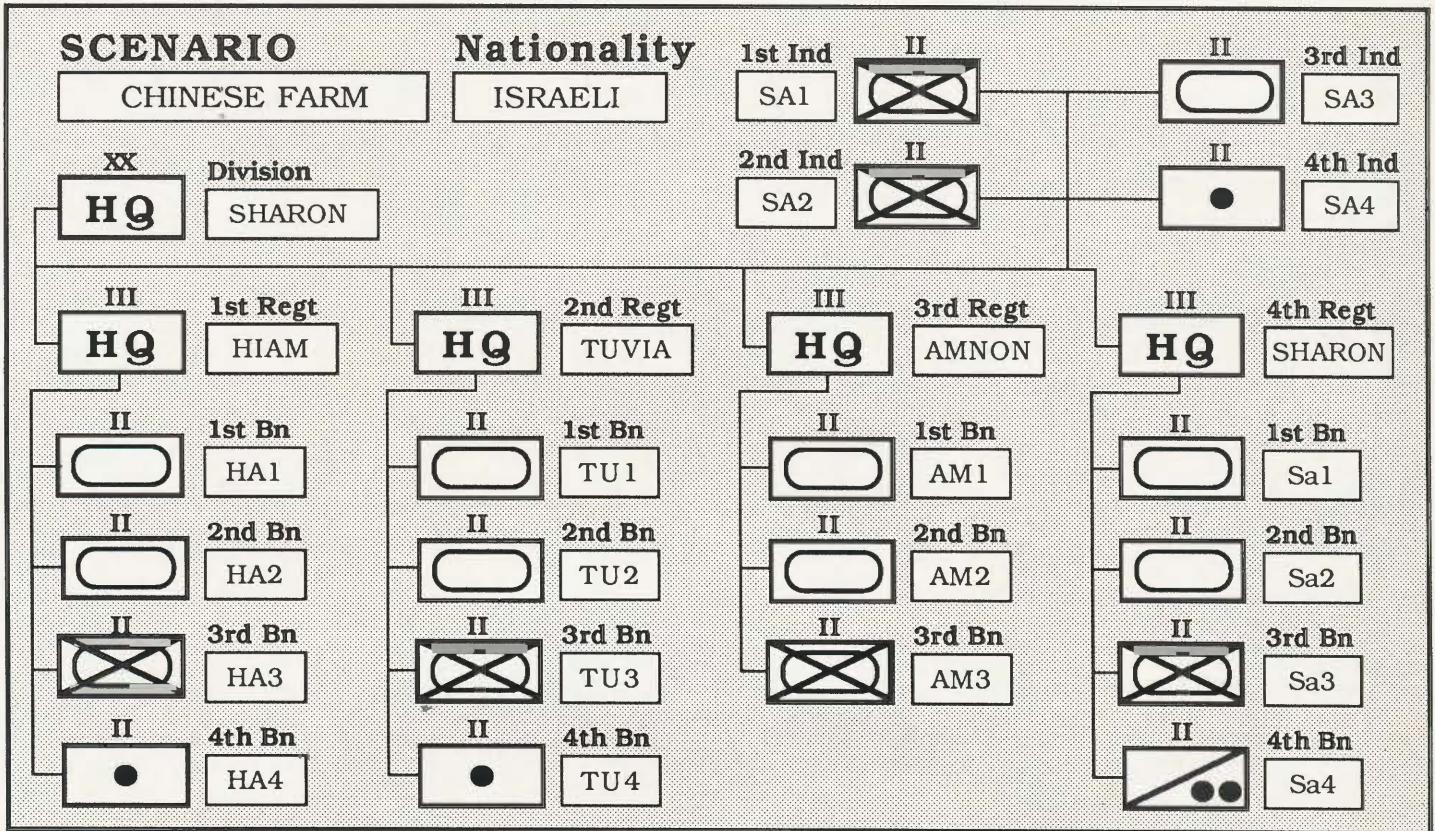 SCENARIO
CHINESE FARM
Nationality
ISRAELI
1st Ind
SA1
II
II
3rd Ind
SA3
2nd Ind
SA2
II
II
4th Ind
SA4
XX
HQ
Division
SHARON
III
HQ
1st Regt
HIAM
III
HQ
2nd Regt
TUVIA
III
HQ
3rd Regt
AMNON
III
HQ
4th Regt
SHARON
II
1st Bn
HA1
II
2nd Bn
HA2
II
3rd Bn
HA3
II
4th Bn
HA4
II
1st Bn
TU1
II
2nd Bn
TU2
II
3rd Bn
TU3
II
4th Bn
TU4
II
1st Bn
AM1
II
2nd Bn
AM2
II
3rd Bn
AM3
II
1st Bn
Sa1
II
2nd Bn
Sa2
II
3rd Bn
Sa3
II
4th Bn
Sa4